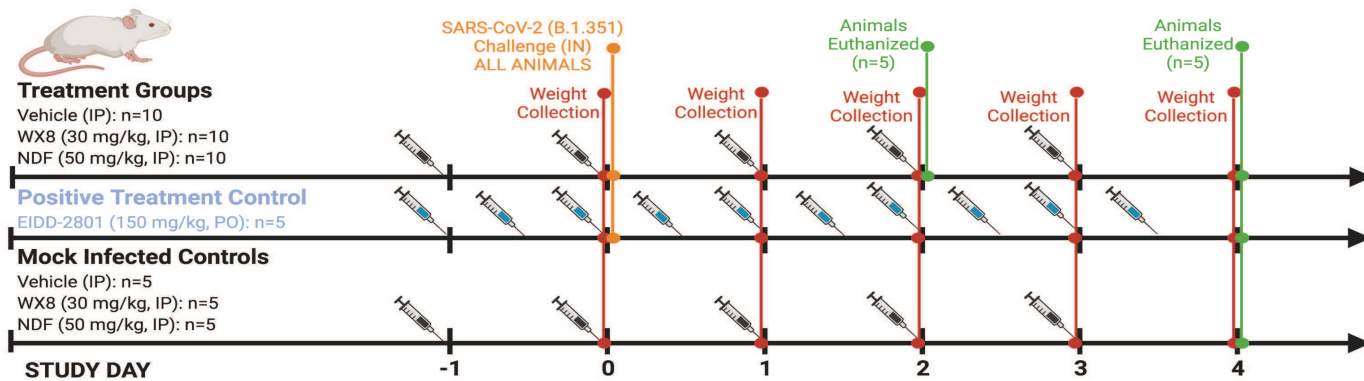 SARS-CoV-2 (B.1.351)
Challenge (IN)
ALL ANIMALS
Animals
Euthanized
(n=5)
Animals
Euthanized
(n=5)
Treatment Groups
Vehicle (IP): n=10
WX8 (30 mg/kg, IP): n=10
NDF (50 mg/kg, IP): n=10
Weight
Collection
Weight
Collection
Weight
Collection
Weight
Collection
Weight
Collection
Positive Treatment Control
EIDD-2801 (150 mg/kg, PO): n=5
Mock Infected Controls
Vehicle (IP): n=5
WX8 (30 mg/kg, IP): n=5
NDF (50 mg/kg, IP): n=5
STUDY DAY -1 0 1 2 3 4